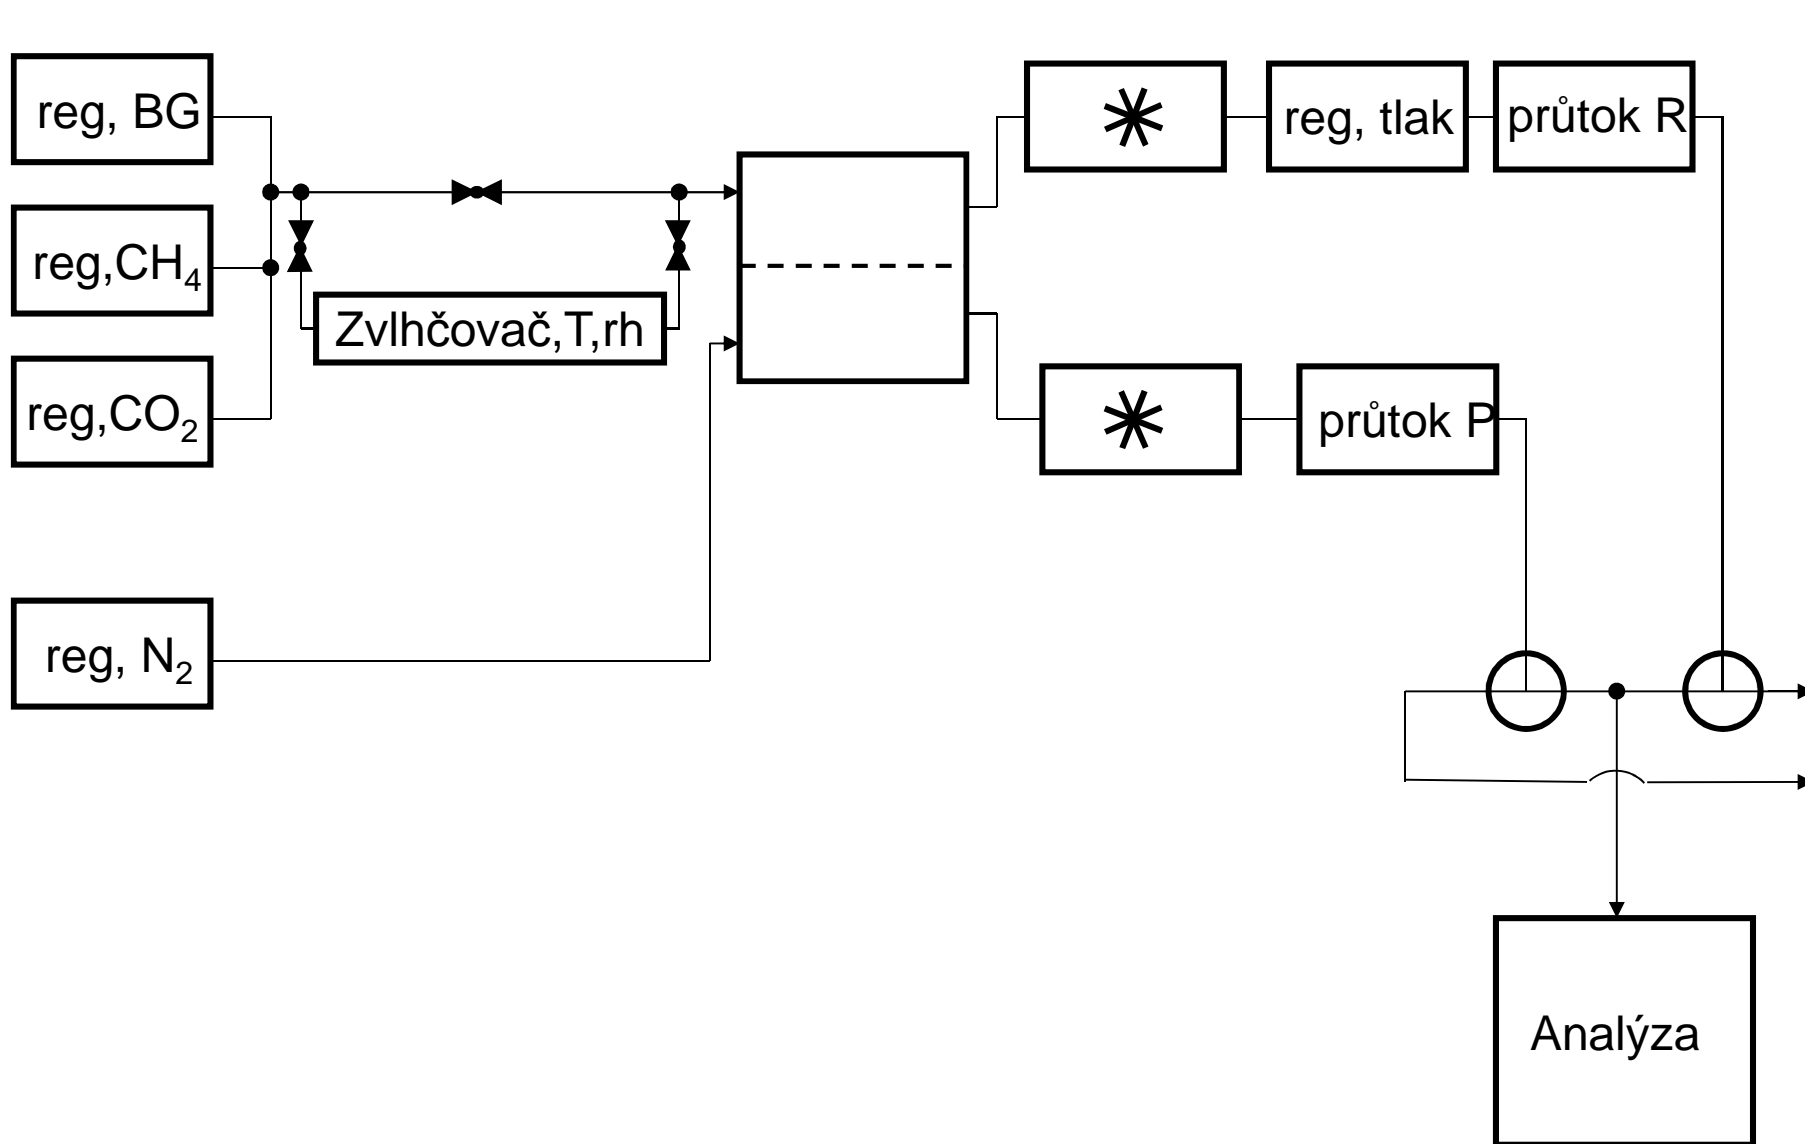 reg, BG
reg,CH₄
reg,CO₂
reg, N₂
Zvlhčovač,T,rh
reg, tlak
průtok R
průtok P
Analýza